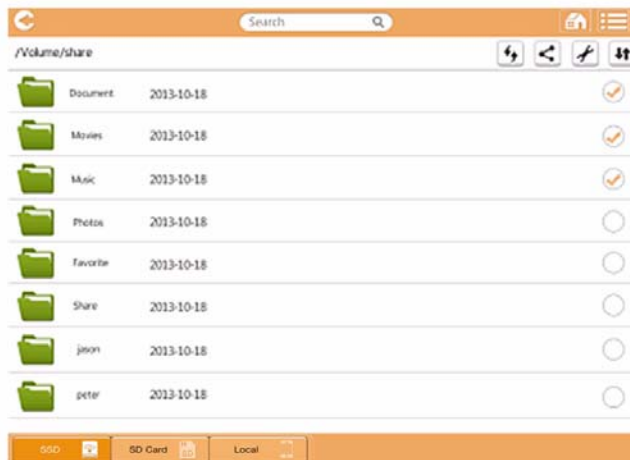 Search
/Volume/share
Document 2013-10-18
Movies 2013-10-18
Music 2013-10-18
Photos 2013-10-18
Favorite 2013-10-18
Share 2013-10-18
jason 2013-10-18
peter 2013-10-18
SSD SD Card SD Local